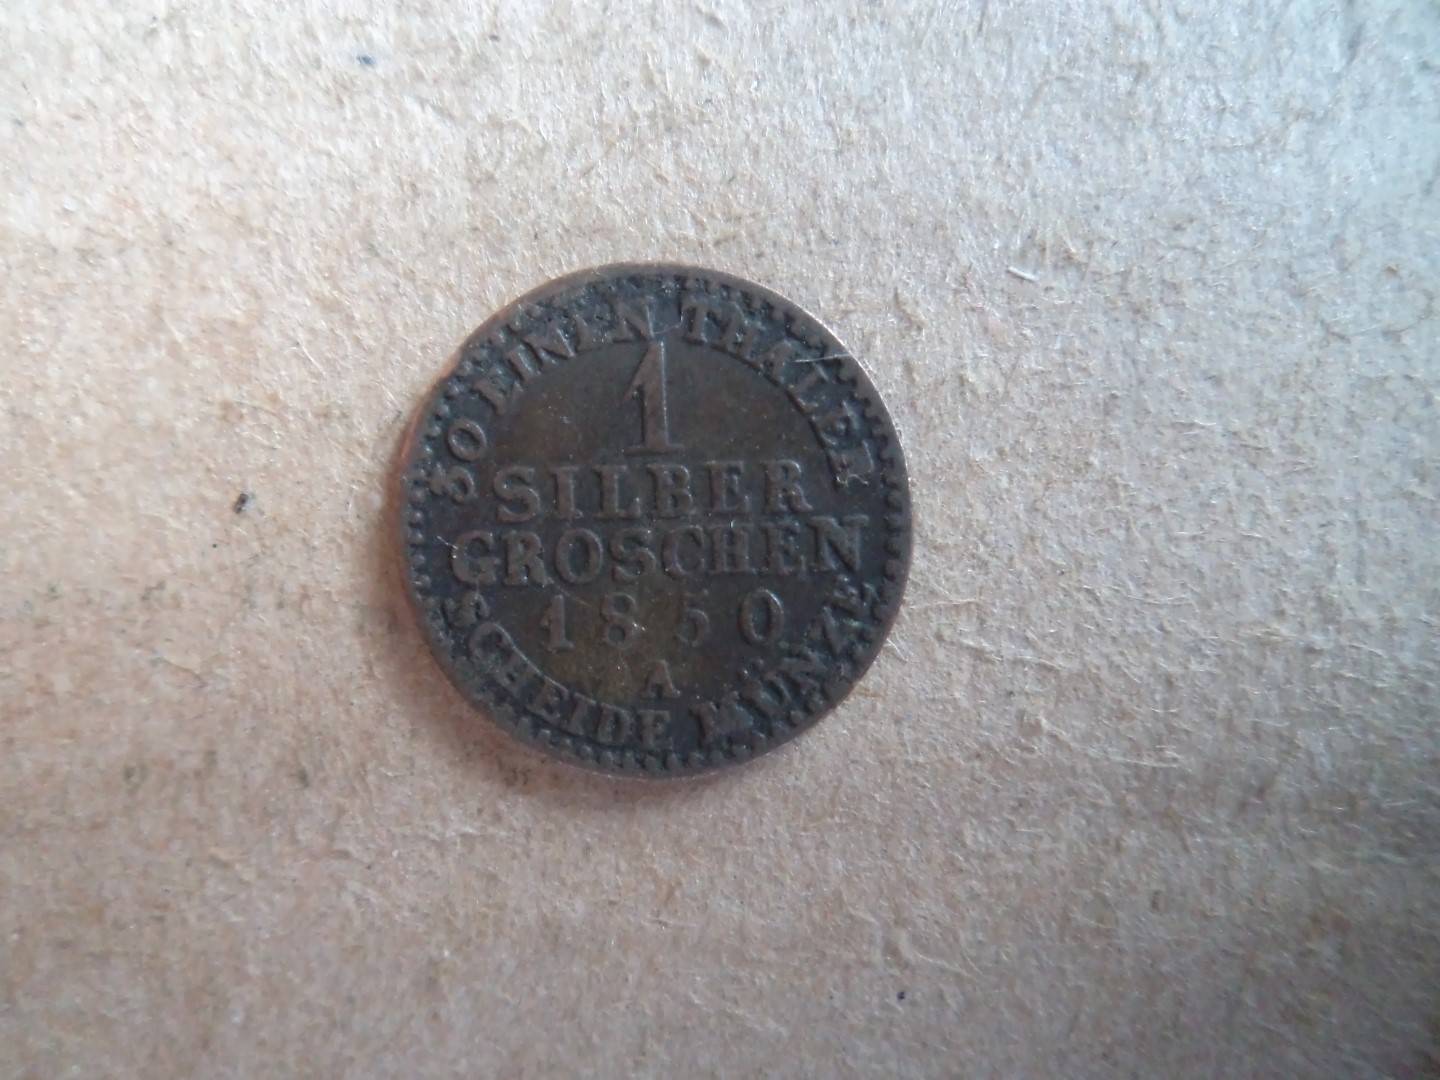 30 EINEN THALER
1
SILBER
GROSCHEN
1850
A
SCHEIDE MÜNZE